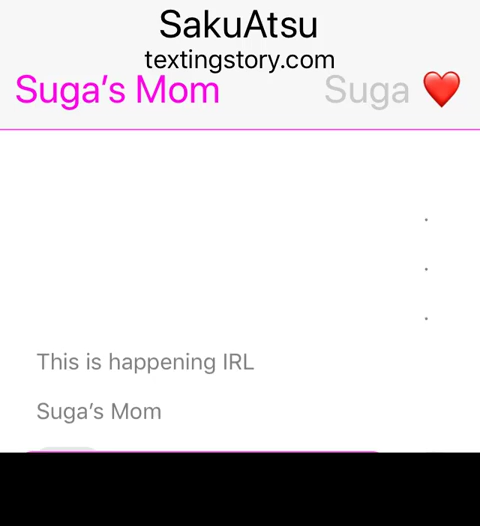 SakuAtsu
textingstory.com
Suga's Mom Suga ❤️
.
.
.
This is happening IRL
Suga's Mom